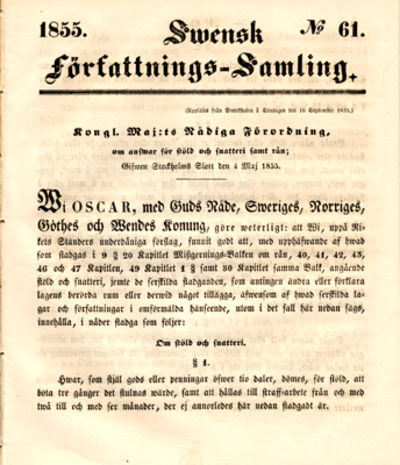 1855. Swensk № 61.
Författnings-Samling.
(Uppläst från Predikstolen å Söndagen den 16 September 1855.)
Kongl. Maj:ts Nådiga Förordning,
om answar för stöld och snatteri samt rån;
Gifwen Stockholms Slott den 4 Maj 1855.
Wi OSCAR, med Guds Nåde, Sweriges, Norriges,
Göthes och Wendes Konung, göre weterligt: att Wi, uppå Ri-
kets Ständers underdåniga förslag, funnit godt att, med upphäfwande af hwad
som stadgas i 9 § 20 Kapitlet Missgernings-Balken om rån, 40, 41, 42, 43,
46 och 47 Kapitlen, 49 Kapitlet 1 § samt 50 Kapitlet samma Balk, angående
stöld och snatteri, jemte de serskilda stadganden, som antingen ändra eller förklara
lagens berörda rum eller derwid något tillägga, äfwensom af hwad serskilda la-
gar och författningar i omförmälda hänseende, utom i det fall här nedan sägs,
innehålla, i nåder stadga som följer:
Om stöld och snatteri.
§ 1.
Hwar, som stjäl gods eller penningar öfwer tio daler, dömes, för stöld, att
bota tre gånger det stulnas wärde, samt att hållas till straff-arbete från och med
twå till och med sex månader, der ej annorledes här nedan stadgadt är.